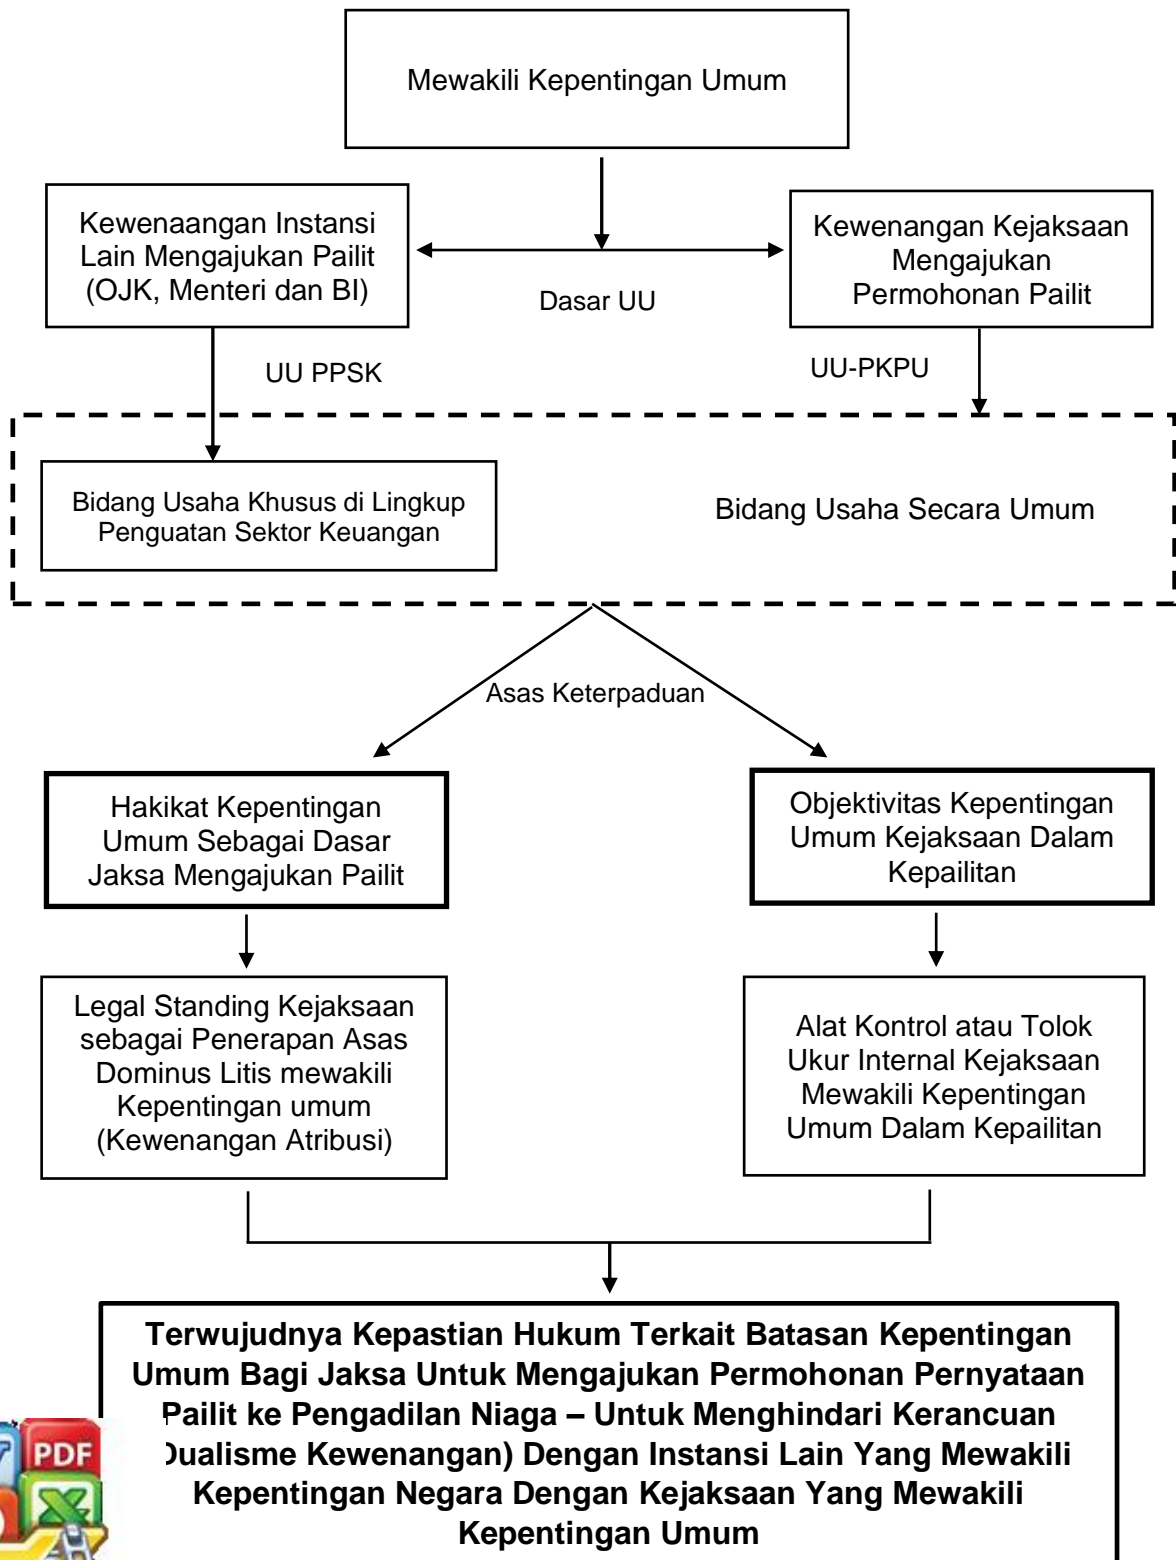 Mewakili Kepentingan Umum
Kewenaangan Instansi
Lain Mengajukan Pailit
(OJK, Menteri dan BI)
Kewenangan Kejaksaan
Mengajukan
Permohonan Pailit
Dasar UU
UU PPSK
UU-PKPU
Bidang Usaha Khusus di Lingkup
Penguatan Sektor Keuangan
Bidang Usaha Secara Umum
Asas Keterpaduan
Hakikat Kepentingan
Umum Sebagai Dasar
Jaksa Mengajukan Pailit
Objektivitas Kepentingan
Umum Kejaksaan Dalam
Kepailitan
Legal Standing Kejaksaan
sebagai Penerapan Asas
Dominus Litis mewakili
Kepentingan umum
(Kewenangan Atribusi)
Alat Kontrol atau Tolok
Ukur Internal Kejaksaan
Mewakili Kepentingan
Umum Dalam Kepailitan
Terwujudnya Kepastian Hukum Terkait Batasan Kepentingan
Umum Bagi Jaksa Untuk Mengajukan Permohonan Pernyataan
Pailit ke Pengadilan Niaga – Untuk Menghindari Kerancuan
Kewenangan) Dengan Instansi Lain Yang Mewakili
Kepentingan Negara Dengan Kejaksaan Yang Mewakili
Kepentingan Umum
PDF